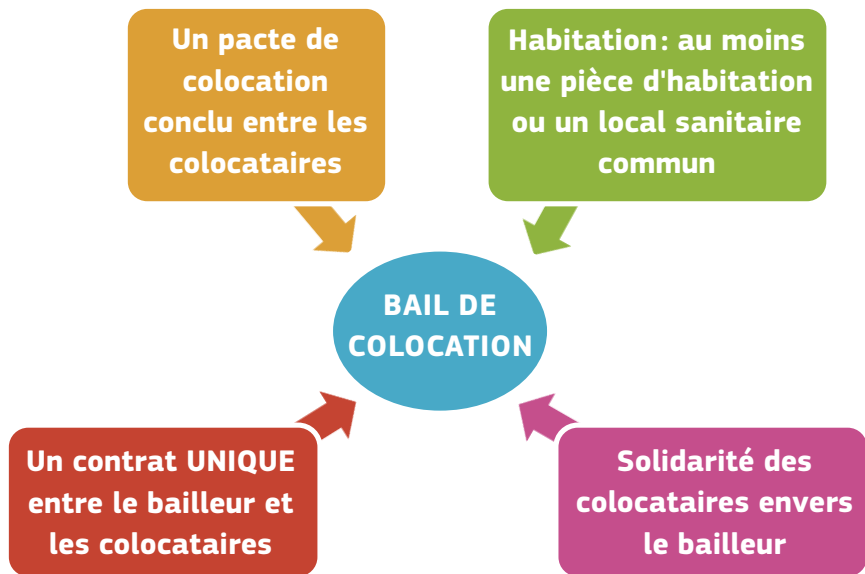 Un pacte de
colocation
conclu entre les
colocataires
Habitation: au moins
une pièce d'habitation
ou un local sanitaire
commun
BAIL DE
COLOCATION
Un contrat UNIQUE
entre le bailleur et
les colocataires
Solidarité des
colocataires envers
le bailleur